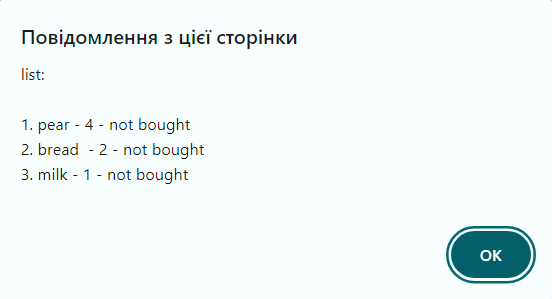 Повідомлення з цієї сторінки
list:
1. pear - 4 - not bought
2. bread  - 2 - not bought
3. milk - 1 - not bought
ОК